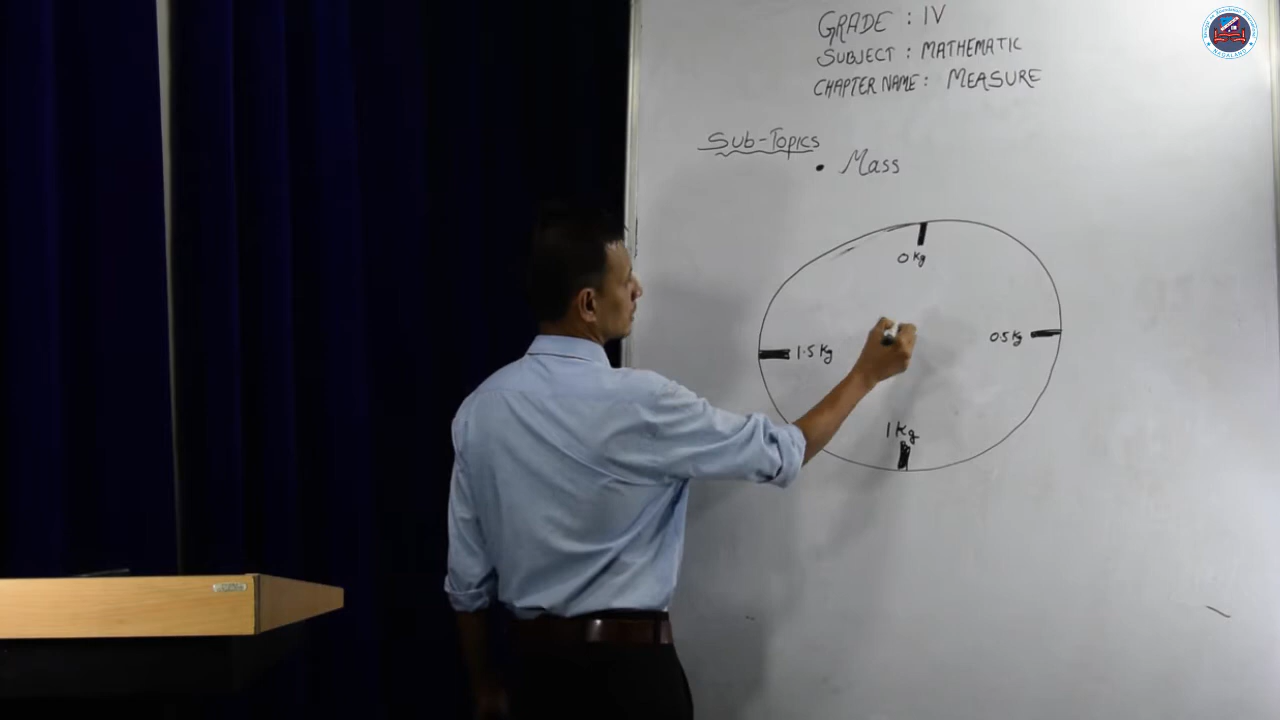 GRADE : IV
SUBJECT : MATHEMATIC
CHAPTER NAME : MEASURE
SUB-TOPICS
• Mass
0 Kg
0.5 Kg
1.5 Kg
1 Kg
NAGALAND